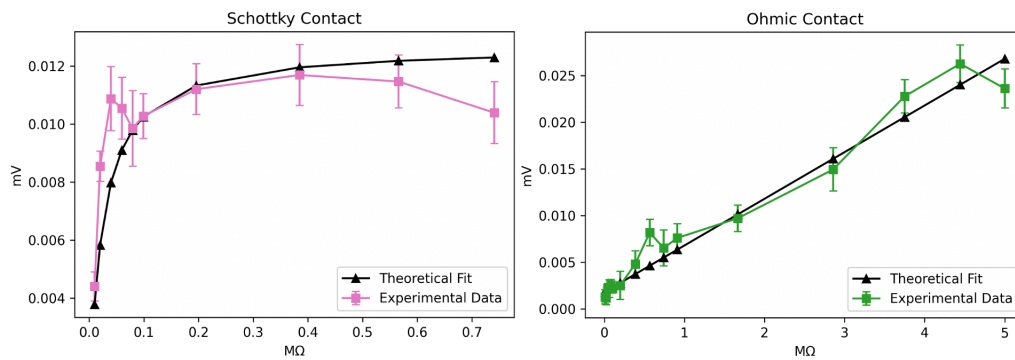 Schottky Contact
0.012
0.010
0.008
0.006
0.004
mV
0.0 0.1 0.2 0.3 0.4 0.5 0.6 0.7
MΩ
Theoretical Fit
Experimental Data
Ohmic Contact
0.025
0.020
0.015
0.010
0.005
0.000
mV
0 1 2 3 4 5
MΩ
Theoretical Fit
Experimental Data